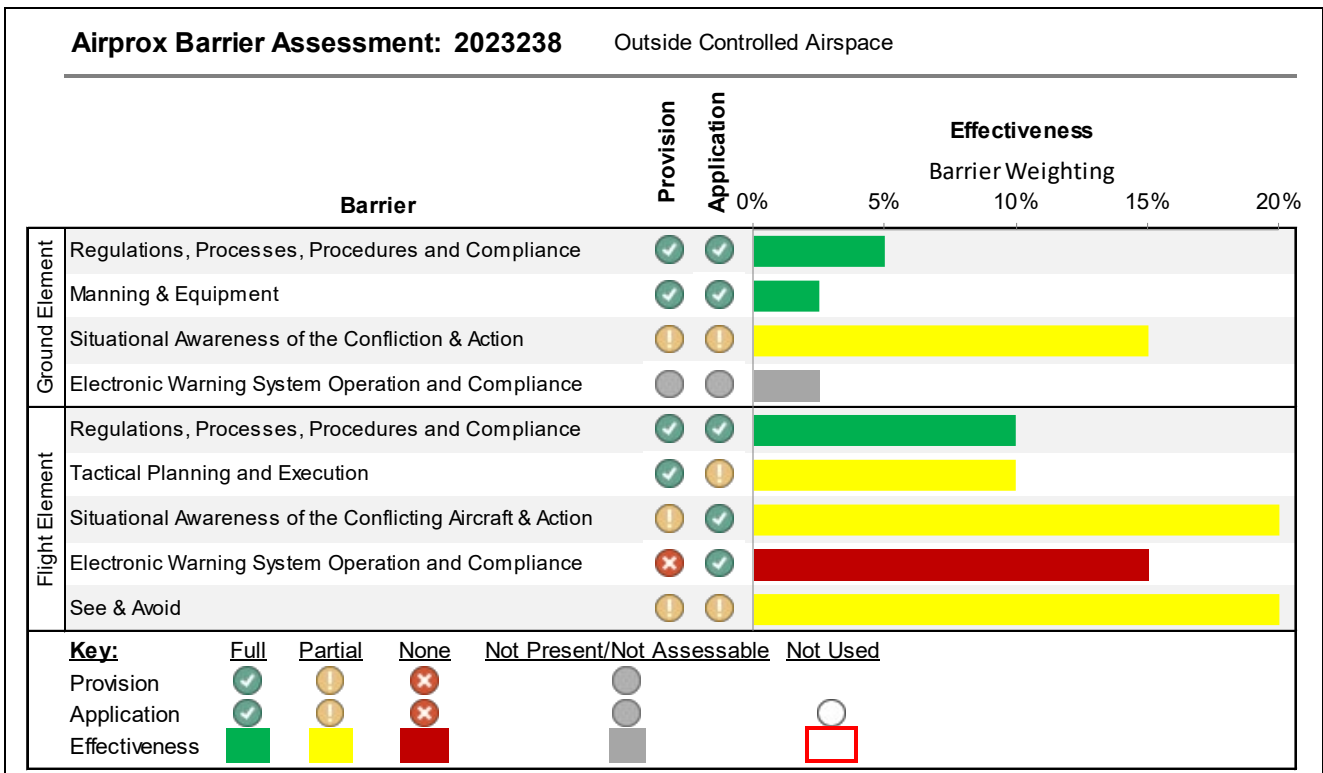 Airprox Barrier Assessment: 2023238 Outside Controlled Airspace
Provision
Application
Effectiveness
Barrier Weighting
Barrier
0% 5% 10% 15% 20%
Ground Element
Regulations, Processes, Procedures and Compliance
Manning & Equipment
Situational Awareness of the Confliction & Action
Electronic Warning System Operation and Compliance
Flight Element
Regulations, Processes, Procedures and Compliance
Tactical Planning and Execution
Situational Awareness of the Conflicting Aircraft & Action
Electronic Warning System Operation and Compliance
See & Avoid
Key: Full Partial None Not Present/Not Assessable Not Used
Provision
Application
Effectiveness